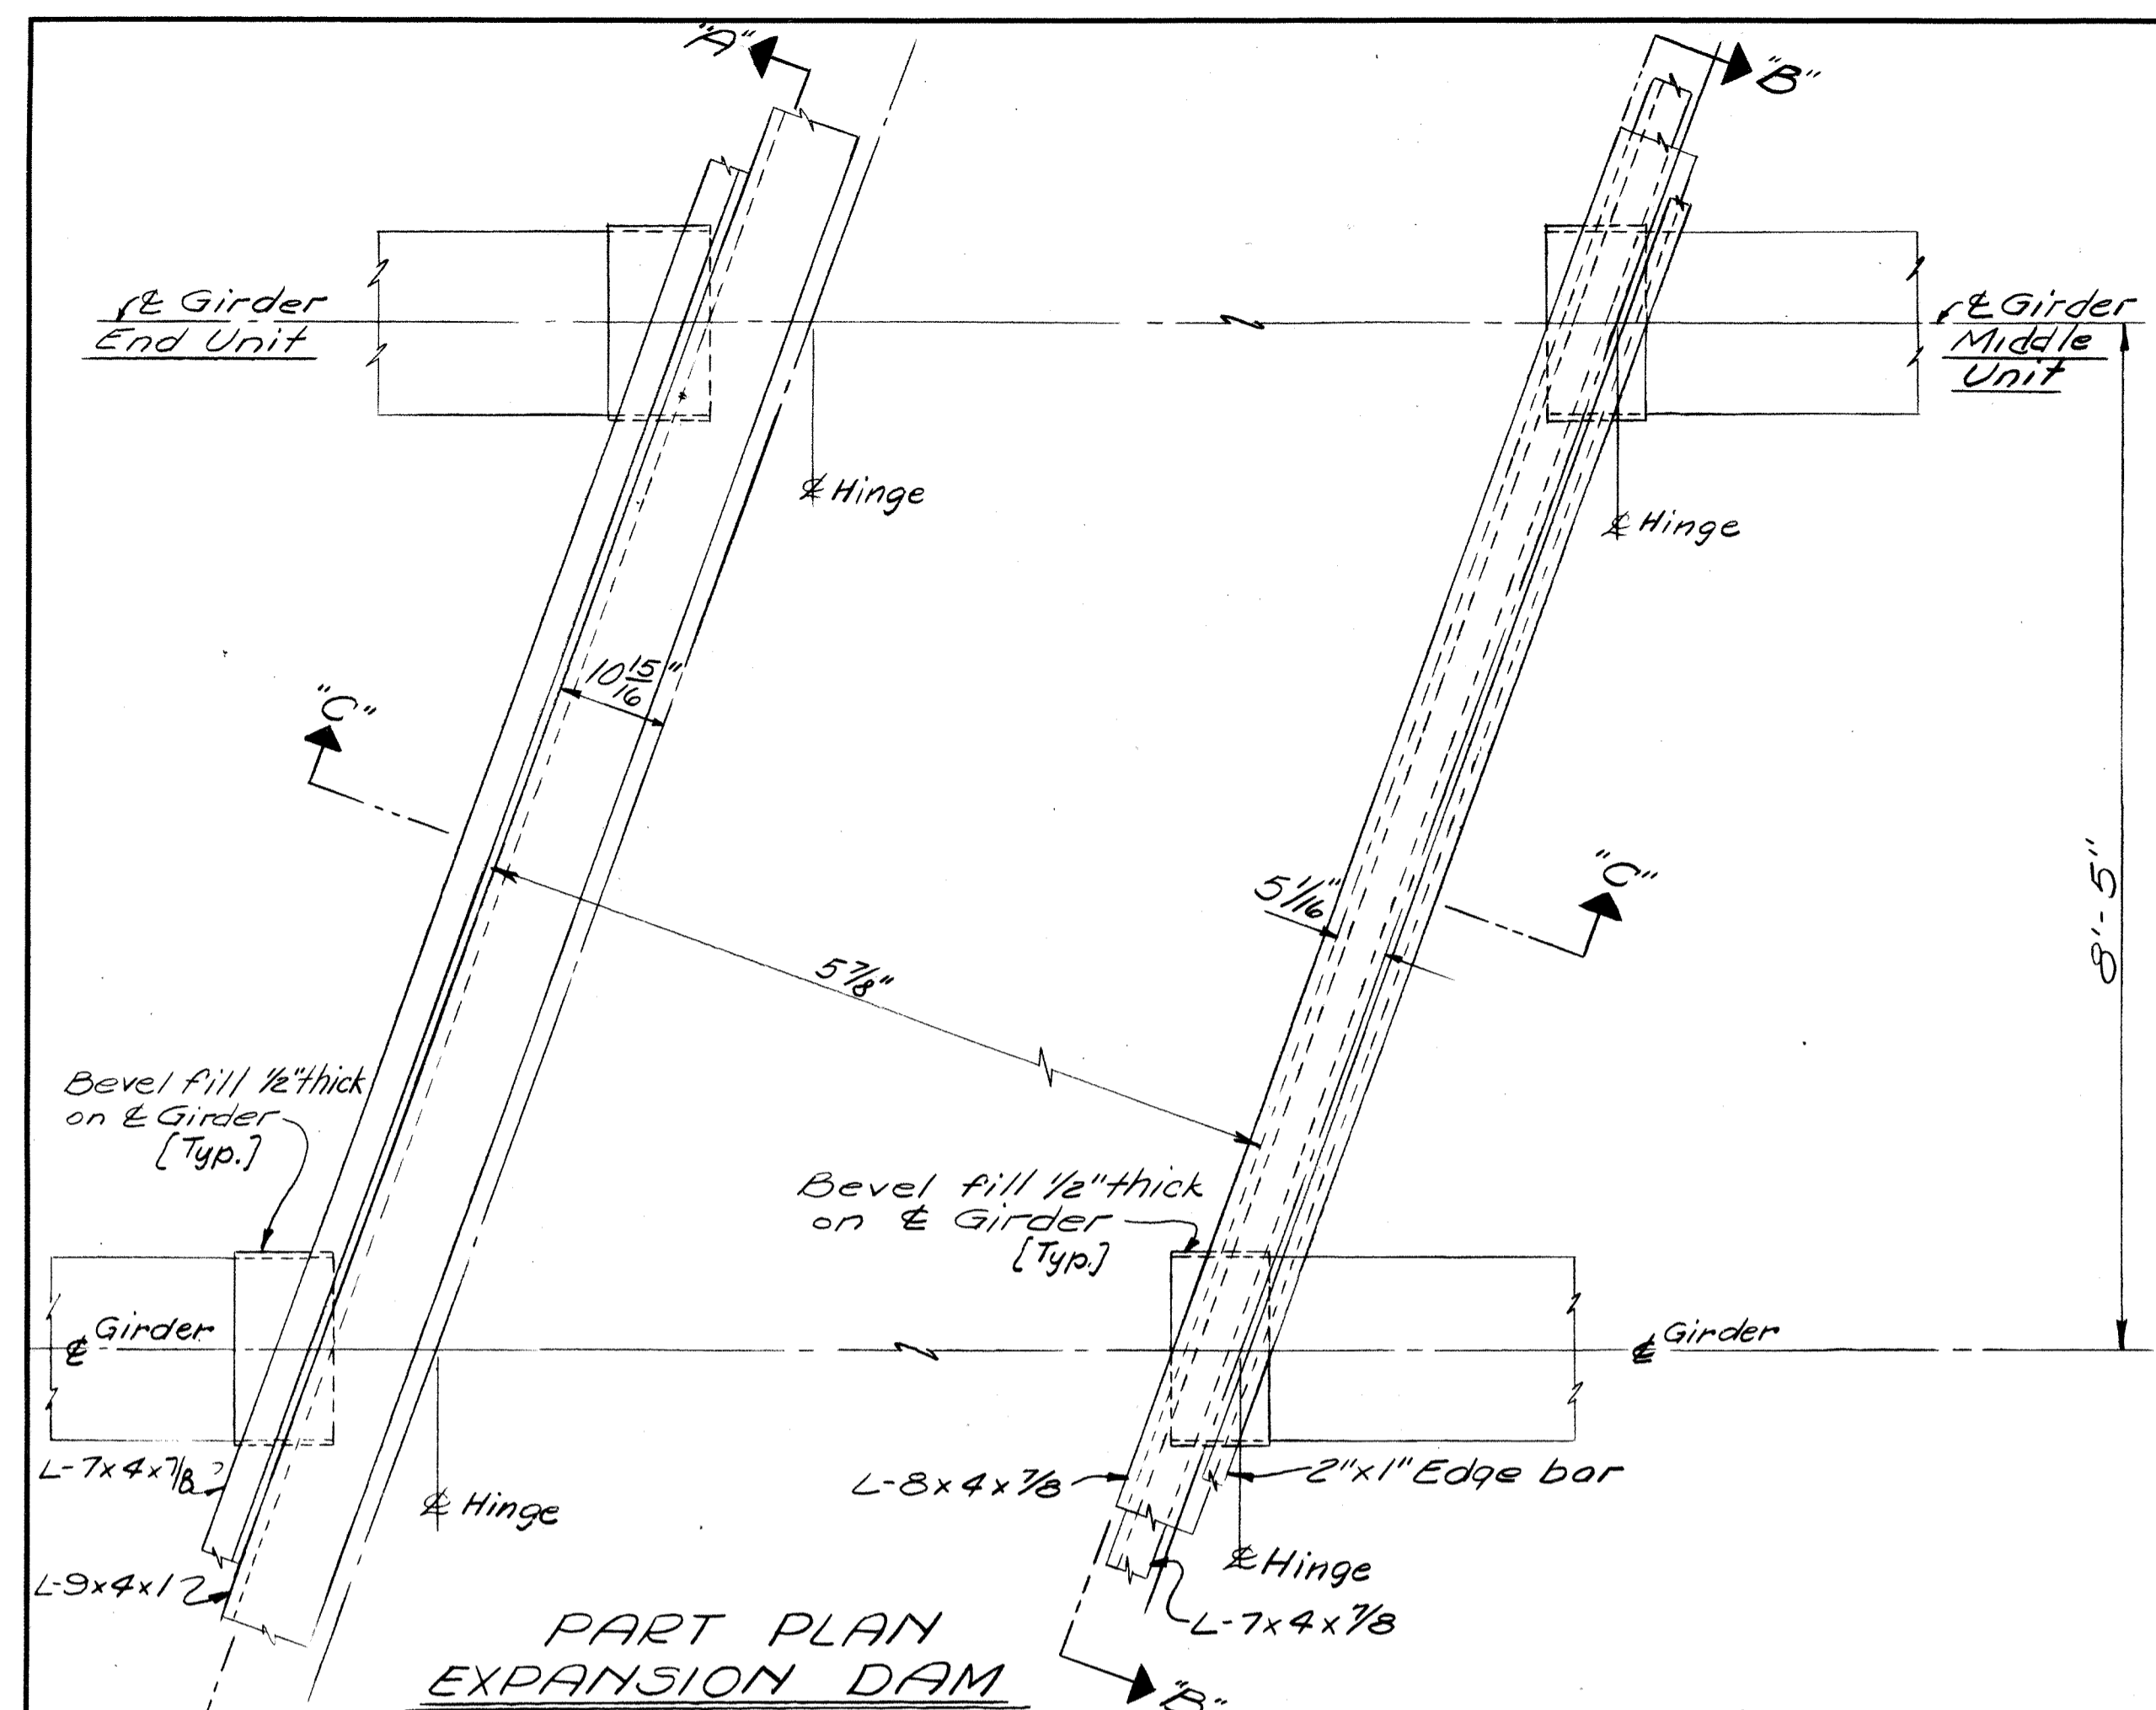 "A"
"B"
℄ Girder
End Unit
℄ Girder
Middle
Unit
℄ Hinge
℄ Hinge
10 15/16"
"C"
"C"
5 1/16"
5 7/8"
8'-5"
Bevel fill 1/2" thick
on ℄ Girder
[Typ.]
Bevel fill 1/2" thick
on ℄ Girder
[Typ.]
℄ Girder
℄ Girder
L-7x4x7/8
L-8x4x7/8
2"x1" Edge bar
℄ Hinge
℄ Hinge
L-9x4x1
L-7x4x7/8
PART PLAN
EXPANSION DAM
"B"